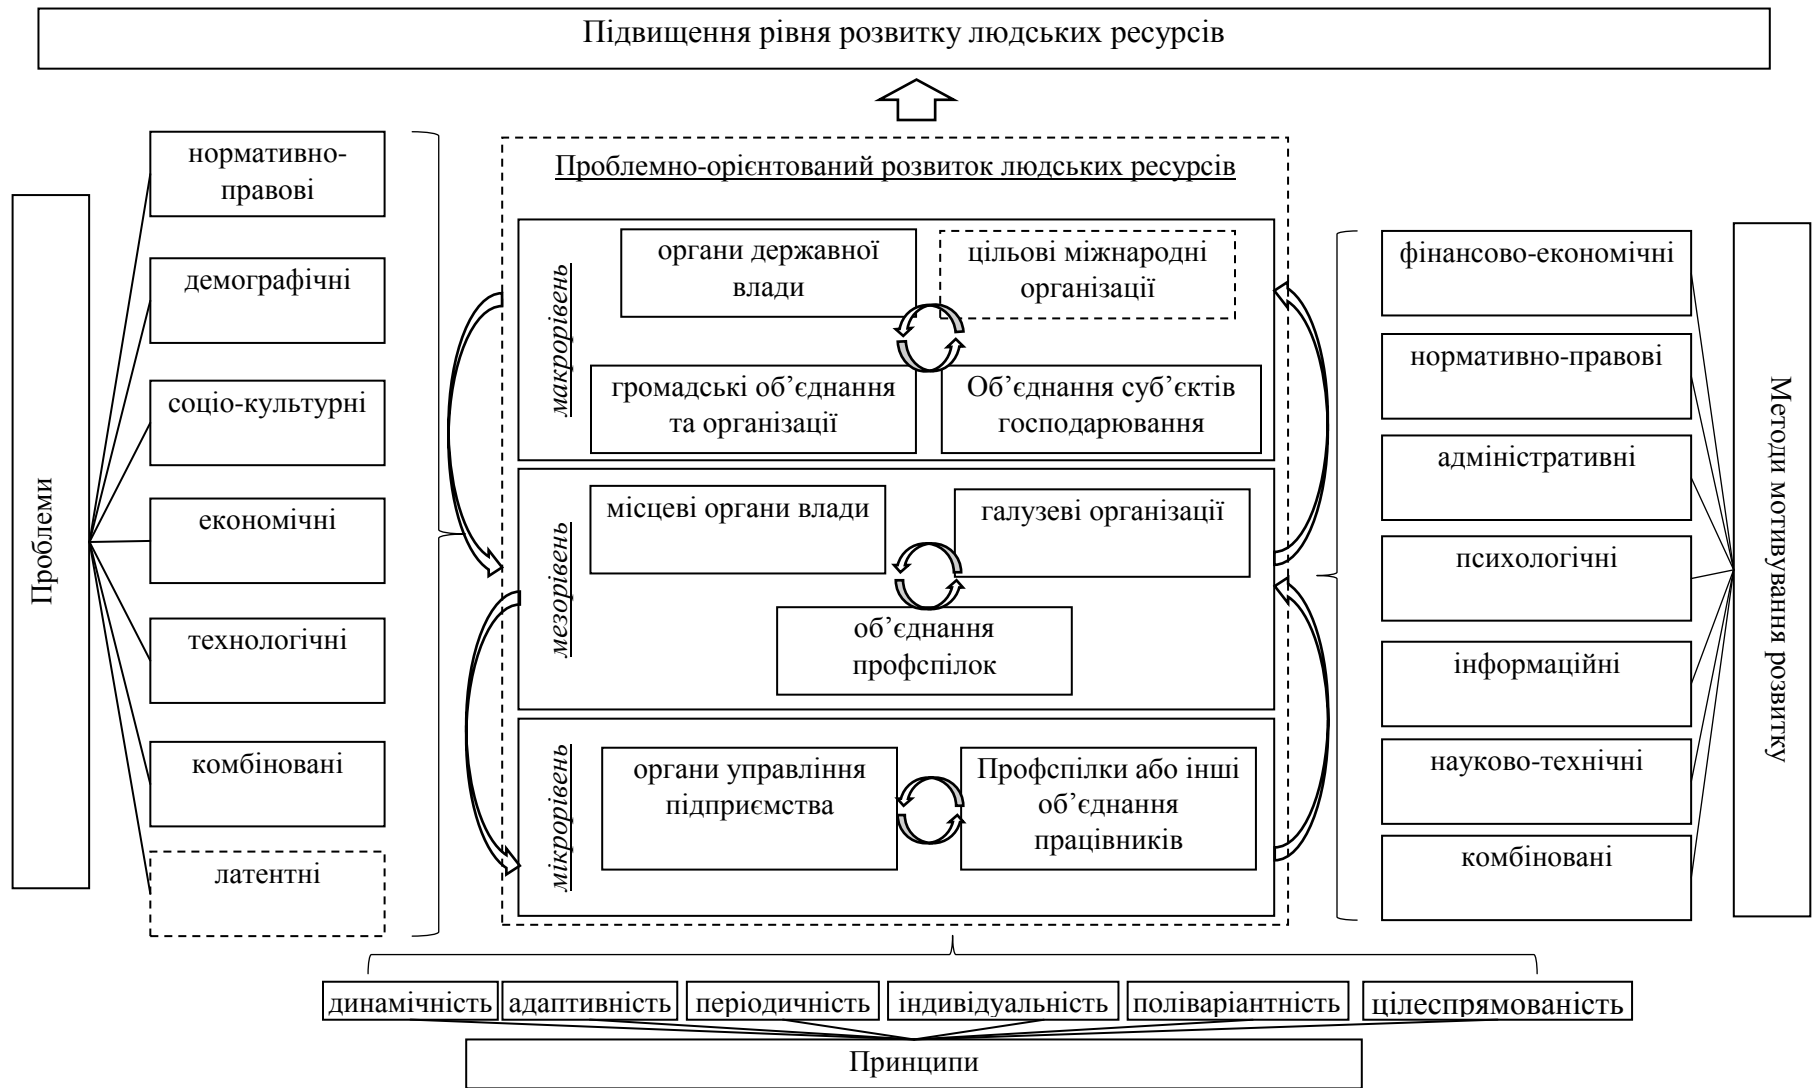 Підвищення рівня розвитку людських ресурсів
Проблеми
нормативно-
правові
демографічні
соціо-культурні
економічні
технологічні
комбіновані
латентні
Проблемно-орієнтований розвиток людських ресурсів
макрорівень
органи державної
влади
цільові міжнародні
організації
громадські об’єднання
та організації
Об’єднання суб’єктів
господарювання
мезорівень
місцеві органи влади
галузеві організації
об’єднання
профспілок
мікрорівень
органи управління
підприємства
Профспілки або інші
об’єднання
працівників
фінансово-економічні
нормативно-правові
адміністративні
психологічні
інформаційні
науково-технічні
комбіновані
Методи мотивування розвитку
динамічність
адаптивність
періодичність
індивідуальність
поліваріантність
цілеспрямованість
Принципи